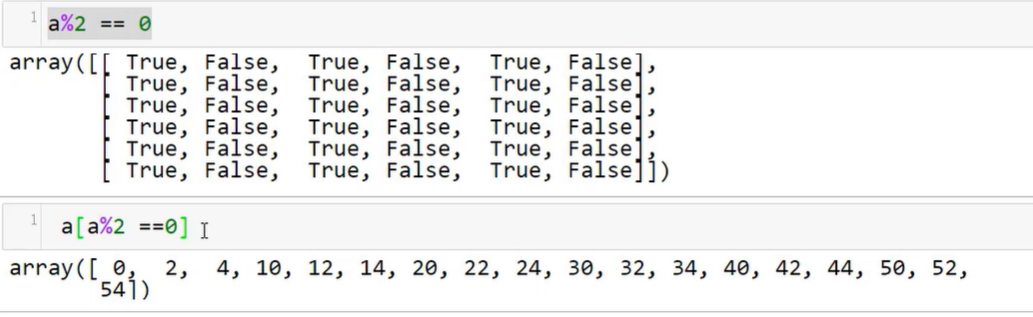 1 a%2 == 0
array([[ True, False,  True, False,  True, False],
       [ True, False,  True, False,  True, False],
       [ True, False,  True, False,  True, False],
       [ True, False,  True, False,  True, False],
       [ True, False,  True, False,  True, False],
       [ True, False,  True, False,  True, False]])
1 a[a%2 ==0]
array([ 0,  2,  4, 10, 12, 14, 20, 22, 24, 30, 32, 34, 40, 42, 44, 50, 52,
       54])